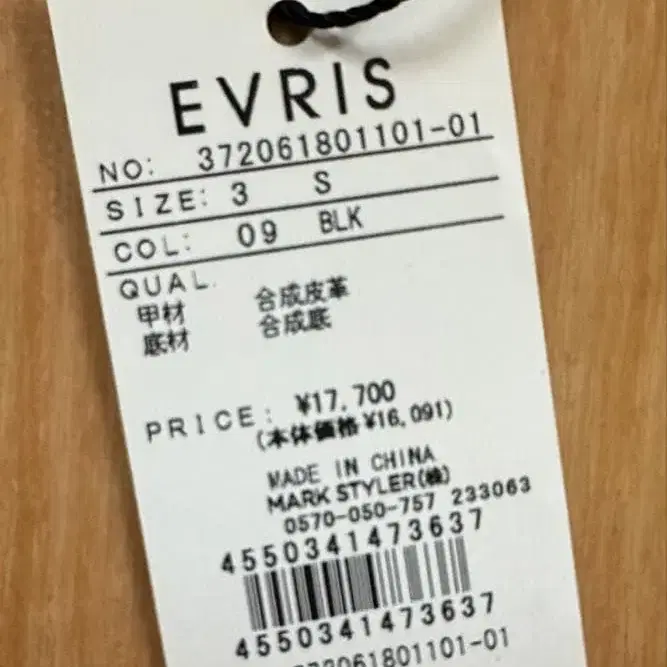 EVRIS
NO: 372061801101-01
SIZE: 3 S
COL: 09 BLK
QUAL.
甲材 合成皮革
底材 合成底
PRICE: ¥17,700
(本体価格¥16,091)
MADE IN CHINA
MARK STYLER(株)
0570-050-757 233063
4550341473637
4550341473637
372061801101-01